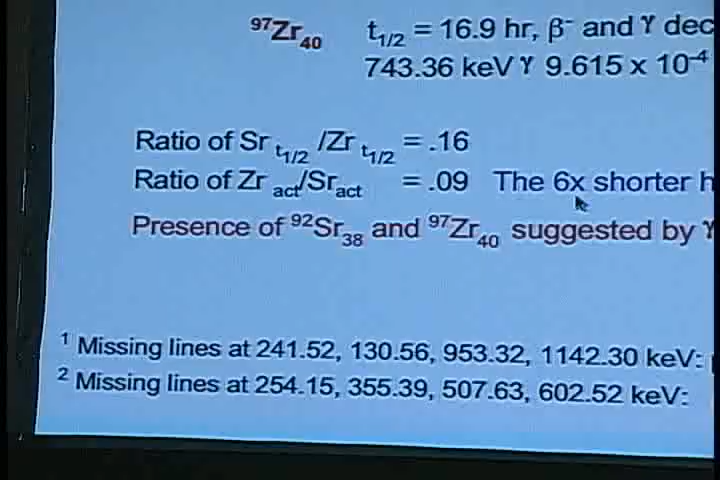 ⁹⁷Zr₄₀ t₁/₂ = 16.9 hr, β⁻ and γ dec
743.36 keV γ 9.615 x 10⁻⁴
Ratio of Sr t₁/₂ /Zr t₁/₂ = .16
Ratio of Zr act/Sr act = .09 The 6x shorter h
Presence of ⁹²Sr₃₈ and ⁹⁷Zr₄₀ suggested by γ
¹ Missing lines at 241.52, 130.56, 953.32, 1142.30 keV:
² Missing lines at 254.15, 355.39, 507.63, 602.52 keV: